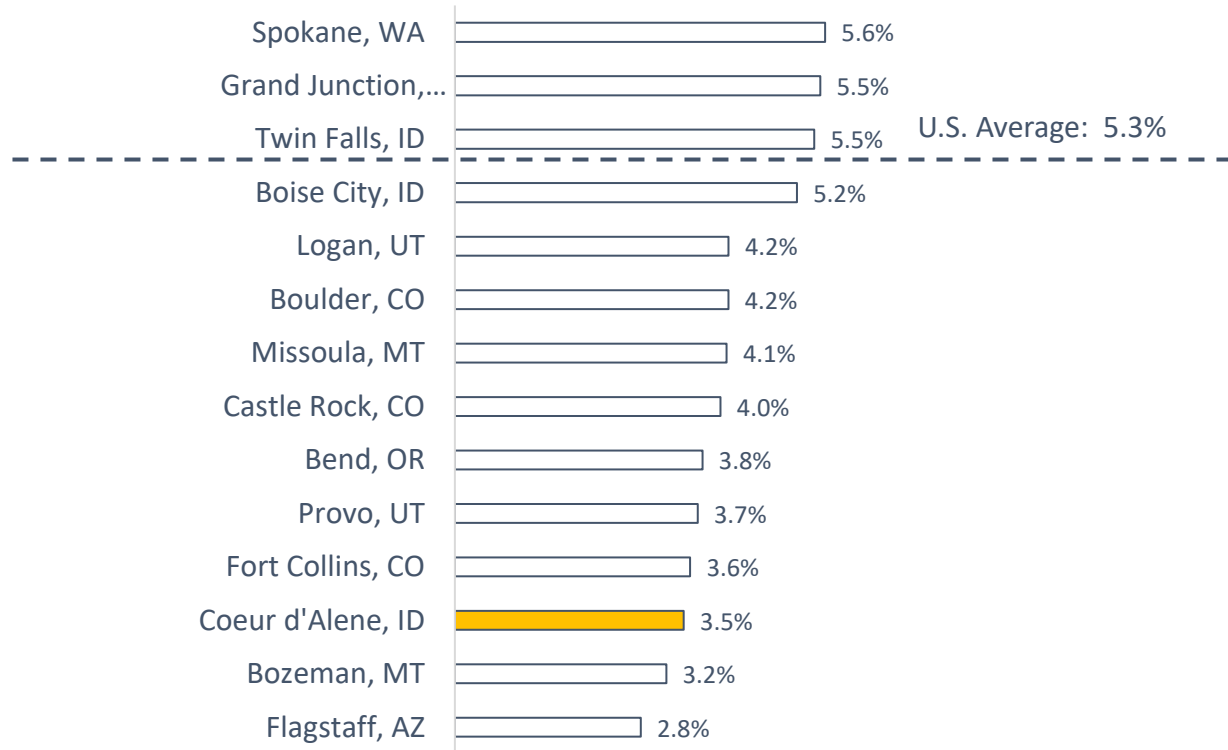 Spokane, WA 5.6%
Grand Junction,... 5.5%
Twin Falls, ID 5.5%
U.S. Average: 5.3%
Boise City, ID 5.2%
Logan, UT 4.2%
Boulder, CO 4.2%
Missoula, MT 4.1%
Castle Rock, CO 4.0%
Bend, OR 3.8%
Provo, UT 3.7%
Fort Collins, CO 3.6%
Coeur d'Alene, ID 3.5%
Bozeman, MT 3.2%
Flagstaff, AZ 2.8%